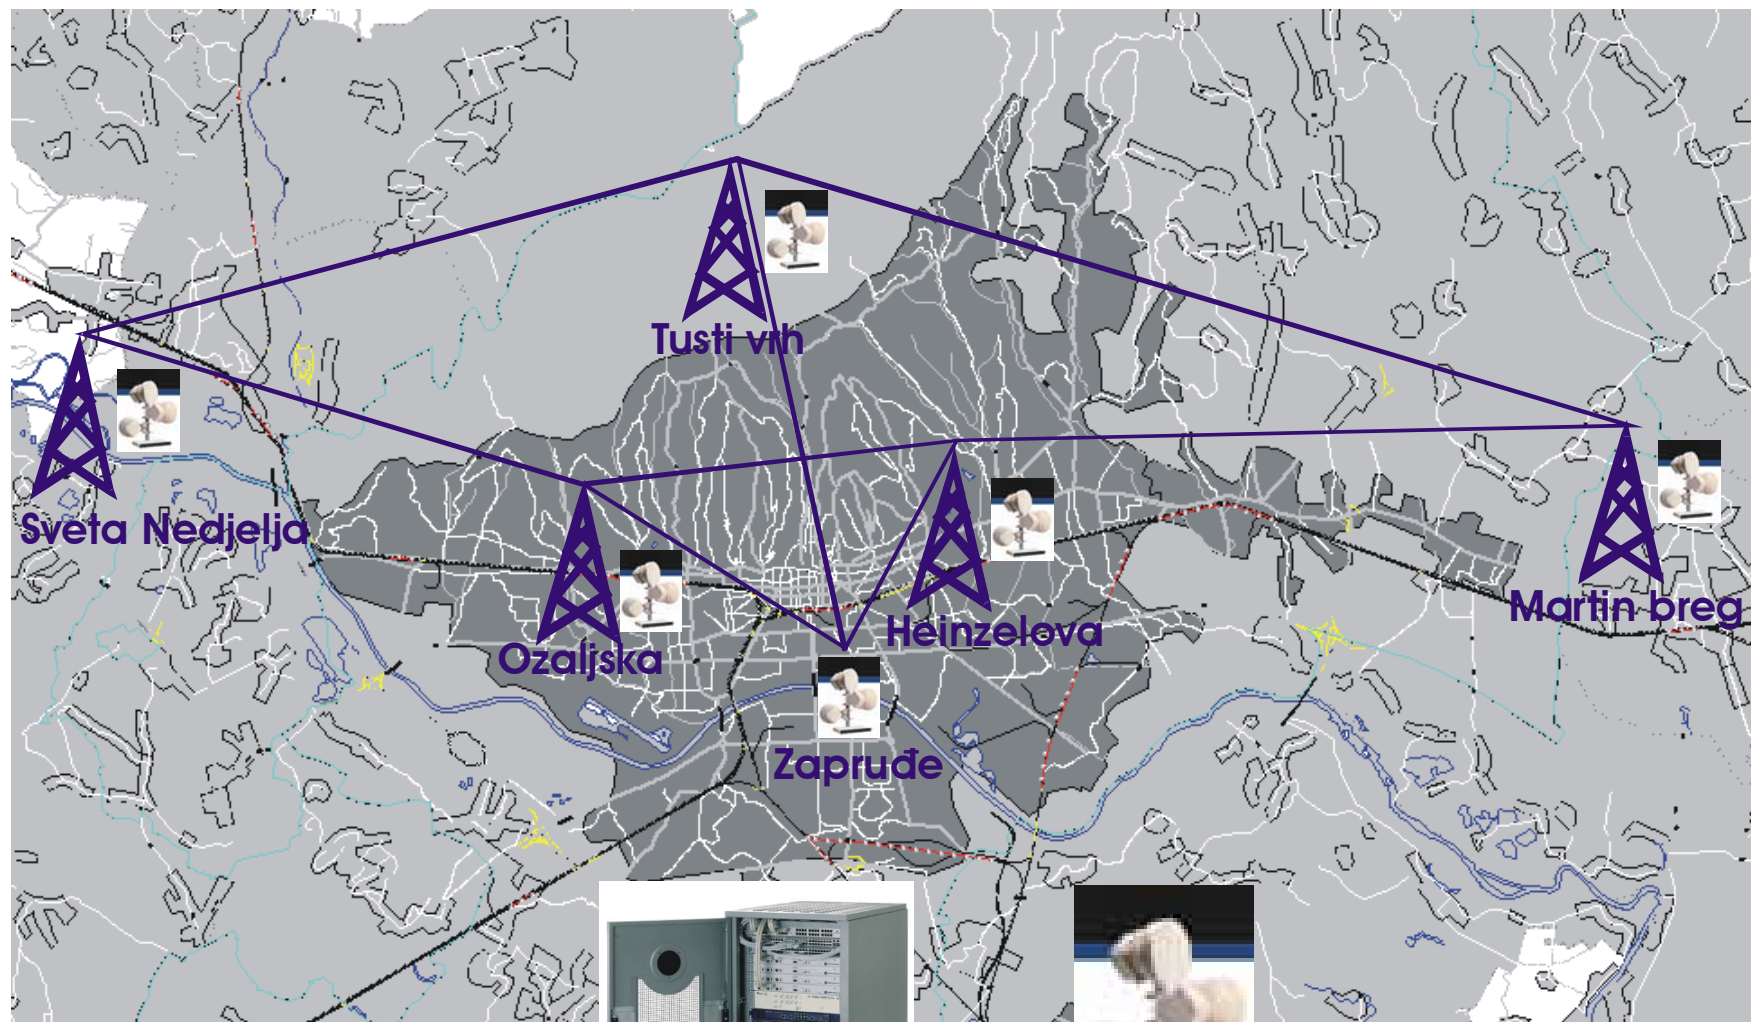 Tusti vrh
Sveta Nedjelja
Martin breg
Heinzelova
Ozaljska
Zapruđe